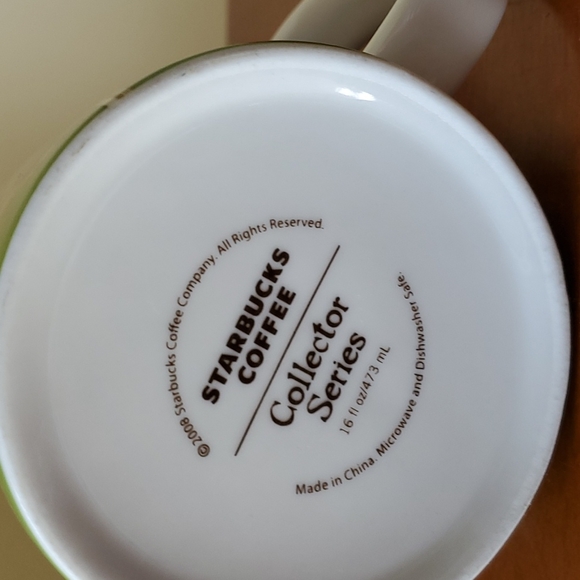 ©2008 Starbucks Coffee Company. All Rights Reserved.
STARBUCKS
COFFEE
Collector
Series
16 fl oz/473 mL
Made in China. Microwave and Dishwasher Safe.